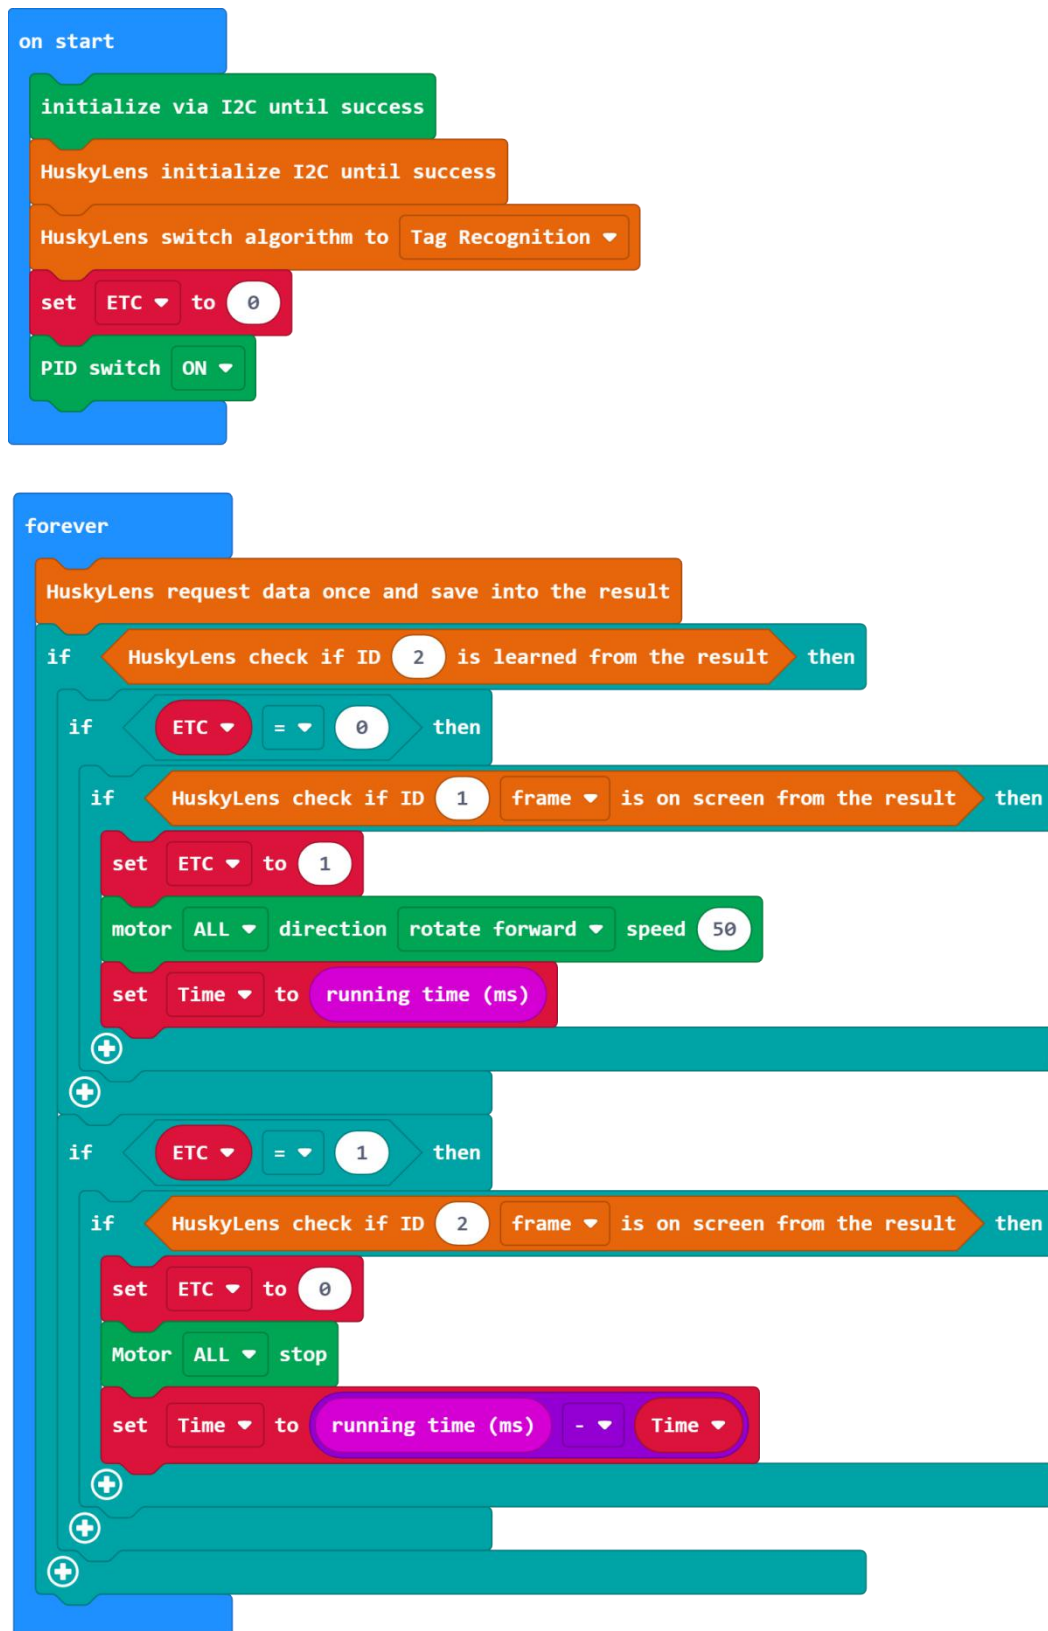 on start
initialize via I2C until success
HuskyLens initialize I2C until success
HuskyLens switch algorithm to Tag Recognition
set ETC to 0
PID switch ON
forever
HuskyLens request data once and save into the result
if HuskyLens check if ID 2 is learned from the result then
if ETC = 0 then
if HuskyLens check if ID 1 frame is on screen from the result then
set ETC to 1
motor ALL direction rotate forward speed 50
set Time to running time (ms)
if ETC = 1 then
if HuskyLens check if ID 2 frame is on screen from the result then
set ETC to 0
Motor ALL stop
set Time to running time (ms) - Time